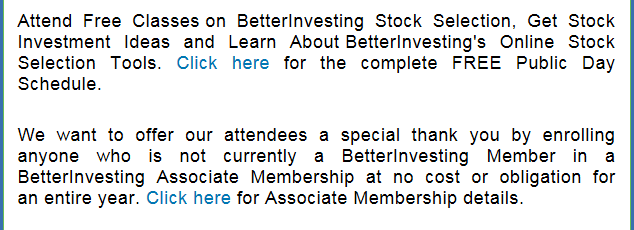 Attend Free Classes on BetterInvesting Stock Selection, Get Stock
Investment Ideas and Learn About BetterInvesting's Online Stock
Selection Tools. Click here for the complete FREE Public Day
Schedule.
We want to offer our attendees a special thank you by enrolling
anyone who is not currently a BetterInvesting Member in a
BetterInvesting Associate Membership at no cost or obligation for
an entire year. Click here for Associate Membership details.